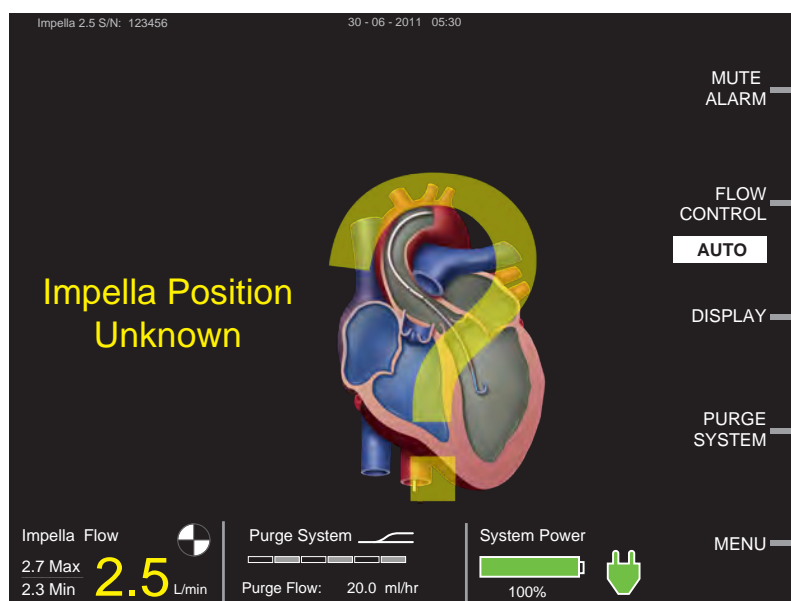 Impella 2.5 S/N: 123456
30 - 06 - 2011 05:30
MUTE
ALARM
FLOW
CONTROL
AUTO
DISPLAY
PURGE
SYSTEM
MENU
Impella Position
Unknown
?
Impella Flow
2.7 Max
2.3 Min
2.5 L/min
Purge System
Purge Flow: 20.0 ml/hr
System Power
100%